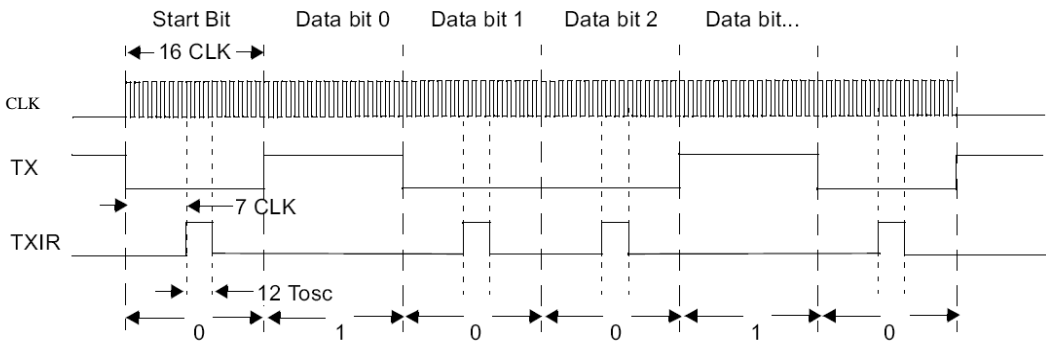 Start Bit Data bit 0 Data bit 1 Data bit 2 Data bit...
16 CLK
CLK
TX
7 CLK
TXIR
12 Tosc
0 1 0 0 1 0